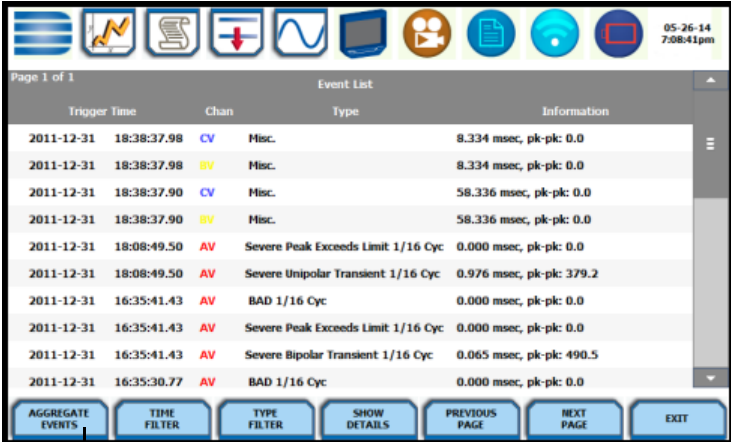 05-26-14
7:08:41pm
Page 1 of 1
Event List
Trigger Time Chan Type Information
2011-12-31 18:38:37.98 CV Misc. 8.334 msec, pk-pk: 0.0
2011-12-31 18:38:37.98 BV Misc. 8.334 msec, pk-pk: 0.0
2011-12-31 18:38:37.90 CV Misc. 58.336 msec, pk-pk: 0.0
2011-12-31 18:38:37.90 BV Misc. 58.336 msec, pk-pk: 0.0
2011-12-31 18:08:49.50 AV Severe Peak Exceeds Limit 1/16 Cyc 0.000 msec, pk-pk: 0.0
2011-12-31 18:08:49.50 AV Severe Unipolar Transient 1/16 Cyc 0.976 msec, pk-pk: 379.2
2011-12-31 16:35:41.43 AV BAD 1/16 Cyc 0.000 msec, pk-pk: 0.0
2011-12-31 16:35:41.43 AV Severe Peak Exceeds Limit 1/16 Cyc 0.000 msec, pk-pk: 0.0
2011-12-31 16:35:41.43 AV Severe Bipolar Transient 1/16 Cyc 0.065 msec, pk-pk: 490.5
2011-12-31 16:35:30.77 AV BAD 1/16 Cyc 0.000 msec, pk-pk: 0.0
AGGREGATE EVENTS
TIME FILTER
TYPE FILTER
SHOW DETAILS
PREVIOUS PAGE
NEXT PAGE
EXIT